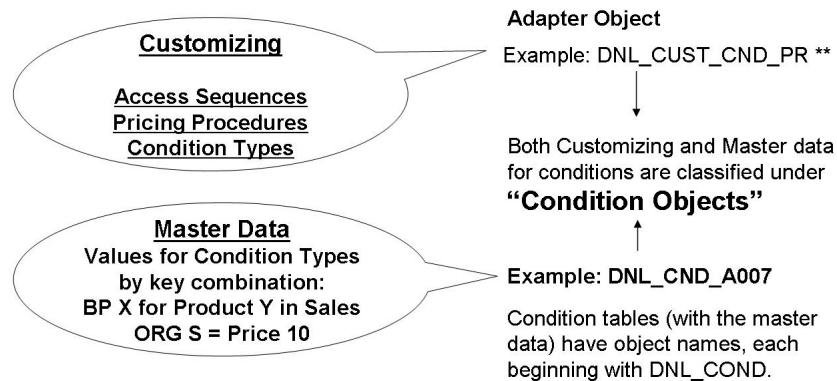 Customizing
Access Sequences
Pricing Procedures
Condition Types
Adapter Object
Example: DNL_CUST_CND_PR **
Both Customizing and Master data
for conditions are classified under
“Condition Objects”
Master Data
Values for Condition Types
by key combination:
BP X for Product Y in Sales
ORG S = Price 10
Example: DNL_CND_A007
Condition tables (with the master
data) have object names, each
beginning with DNL_COND.